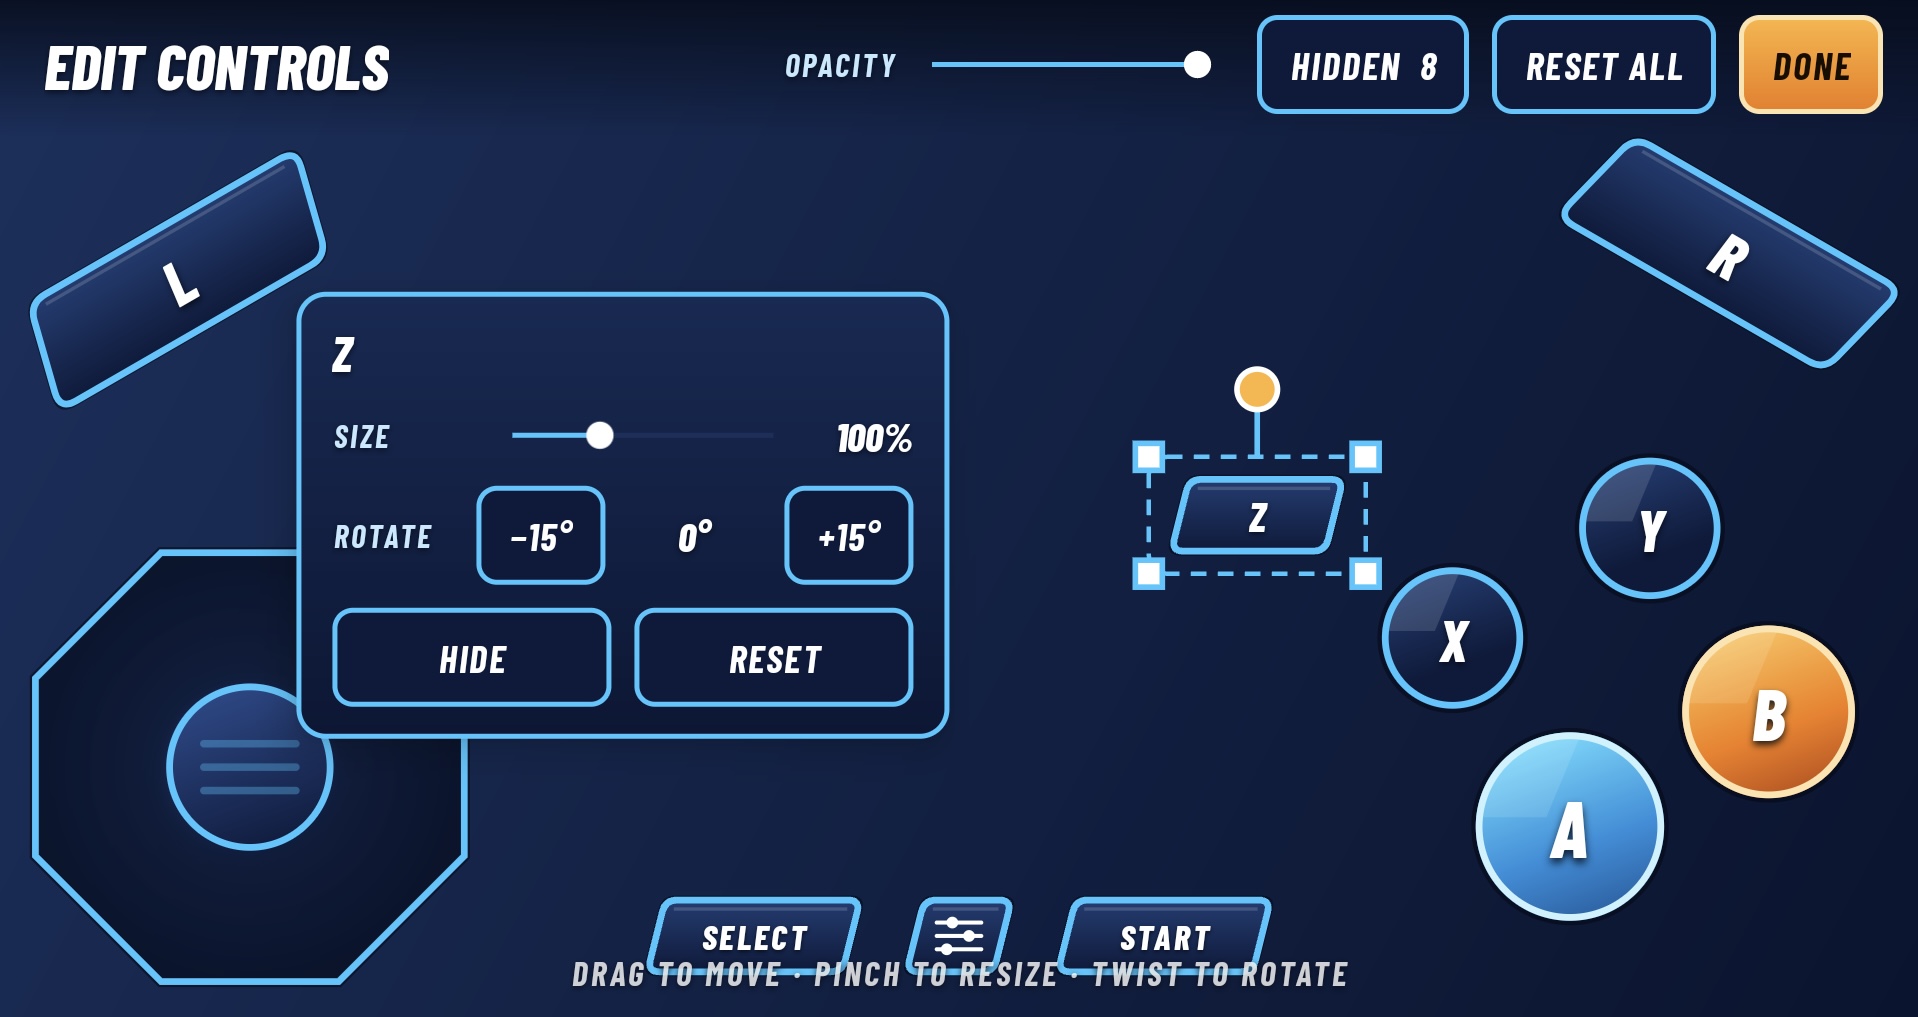 EDIT CONTROLS
OPACITY
HIDDEN 8
RESET ALL
DONE
L
R
Z
SIZE
100%
ROTATE
−15°
0°
+15°
HIDE
RESET
Z
Y
X
B
A
SELECT
START
DRAG TO MOVE · PINCH TO RESIZE · TWIST TO ROTATE